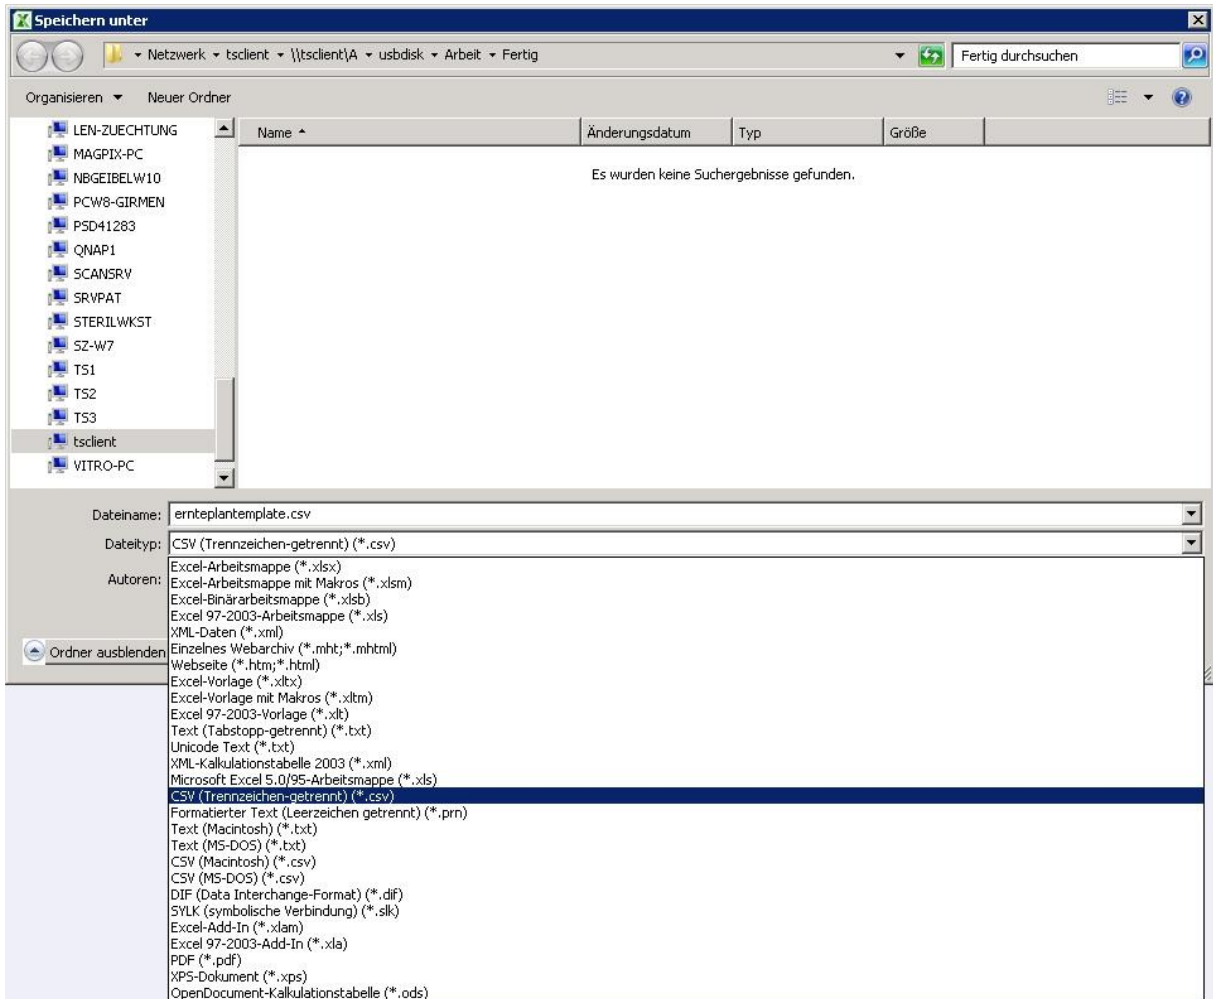 Speichern unter
Netzwerk tsclient \\tsclient\A usbdisk Arbeit Fertig
Fertig durchsuchen
Organisieren Neuer Ordner
Name Änderungsdatum Typ Größe
Es wurden keine Suchergebnisse gefunden.
LEN-ZUECHTUNG
MAGPIX-PC
NBGEIBELW10
PCW8-GIRMEN
PSD41283
QNAP1
SCANSRV
SRVPAT
STERILWKST
SZ-W7
TS1
TS2
TS3
tsclient
VITRO-PC
Dateiname: ernteplantemplate.csv
Dateityp: CSV (Trennzeichen-getrennt) (*.csv)
Autoren:
Ordner ausblenden
Excel-Arbeitsmappe (*.xlsx)
Excel-Arbeitsmappe mit Makros (*.xlsm)
Excel-Binärarbeitsmappe (*.xlsb)
Excel 97-2003-Arbeitsmappe (*.xls)
XML-Daten (*.xml)
Einzelnes Webarchiv (*.mht;*.mhtml)
Webseite (*.htm;*.html)
Excel-Vorlage (*.xltx)
Excel-Vorlage mit Makros (*.xltm)
Excel 97-2003-Vorlage (*.xlt)
Text (Tabstopp-getrennt) (*.txt)
Unicode Text (*.txt)
XML-Kalkulationstabelle 2003 (*.xml)
Microsoft Excel 5.0/95-Arbeitsmappe (*.xls)
CSV (Trennzeichen-getrennt) (*.csv)
Formatierter Text (Leerzeichen getrennt) (*.prn)
Text (Macintosh) (*.txt)
Text (MS-DOS) (*.txt)
CSV (Macintosh) (*.csv)
CSV (MS-DOS) (*.csv)
DIF (Data Interchange-Format) (*.dif)
SYLK (symbolische Verbindung) (*.slk)
Excel-Add-In (*.xlam)
Excel 97-2003-Add-In (*.xla)
PDF (*.pdf)
XPS-Dokument (*.xps)
OpenDocument-Kalkulationstabelle (*.ods)